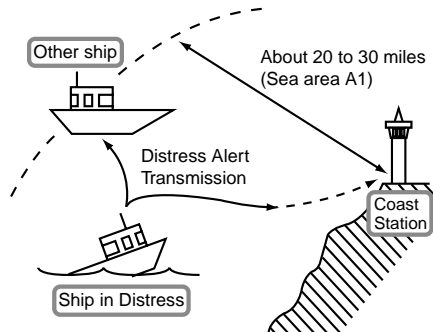 Other ship
About 20 to 30 miles
(Sea area A1)
Distress Alert
Transmission
Coast
Station
Ship in Distress